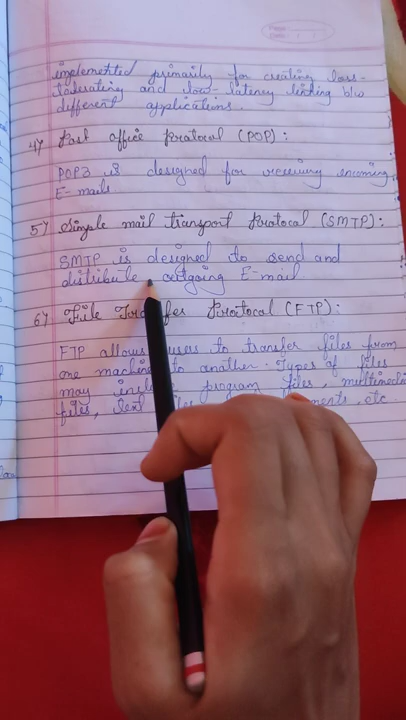 implemented primarily for creating loss-
tolerating and low-latency linking b/w
different applications.
4) Post office Protocol (POP):
POP3 is designed for receiving incoming
E-mails
5) Simple mail transport Protocol (SMTP):
SMTP is designed to send and
distribute outgoing E-mail
6) File Transfer Protocol (FTP):
FTP allows users to transfer files from
one machine to another. Types of files
may program files, multimedia
files, text etc.